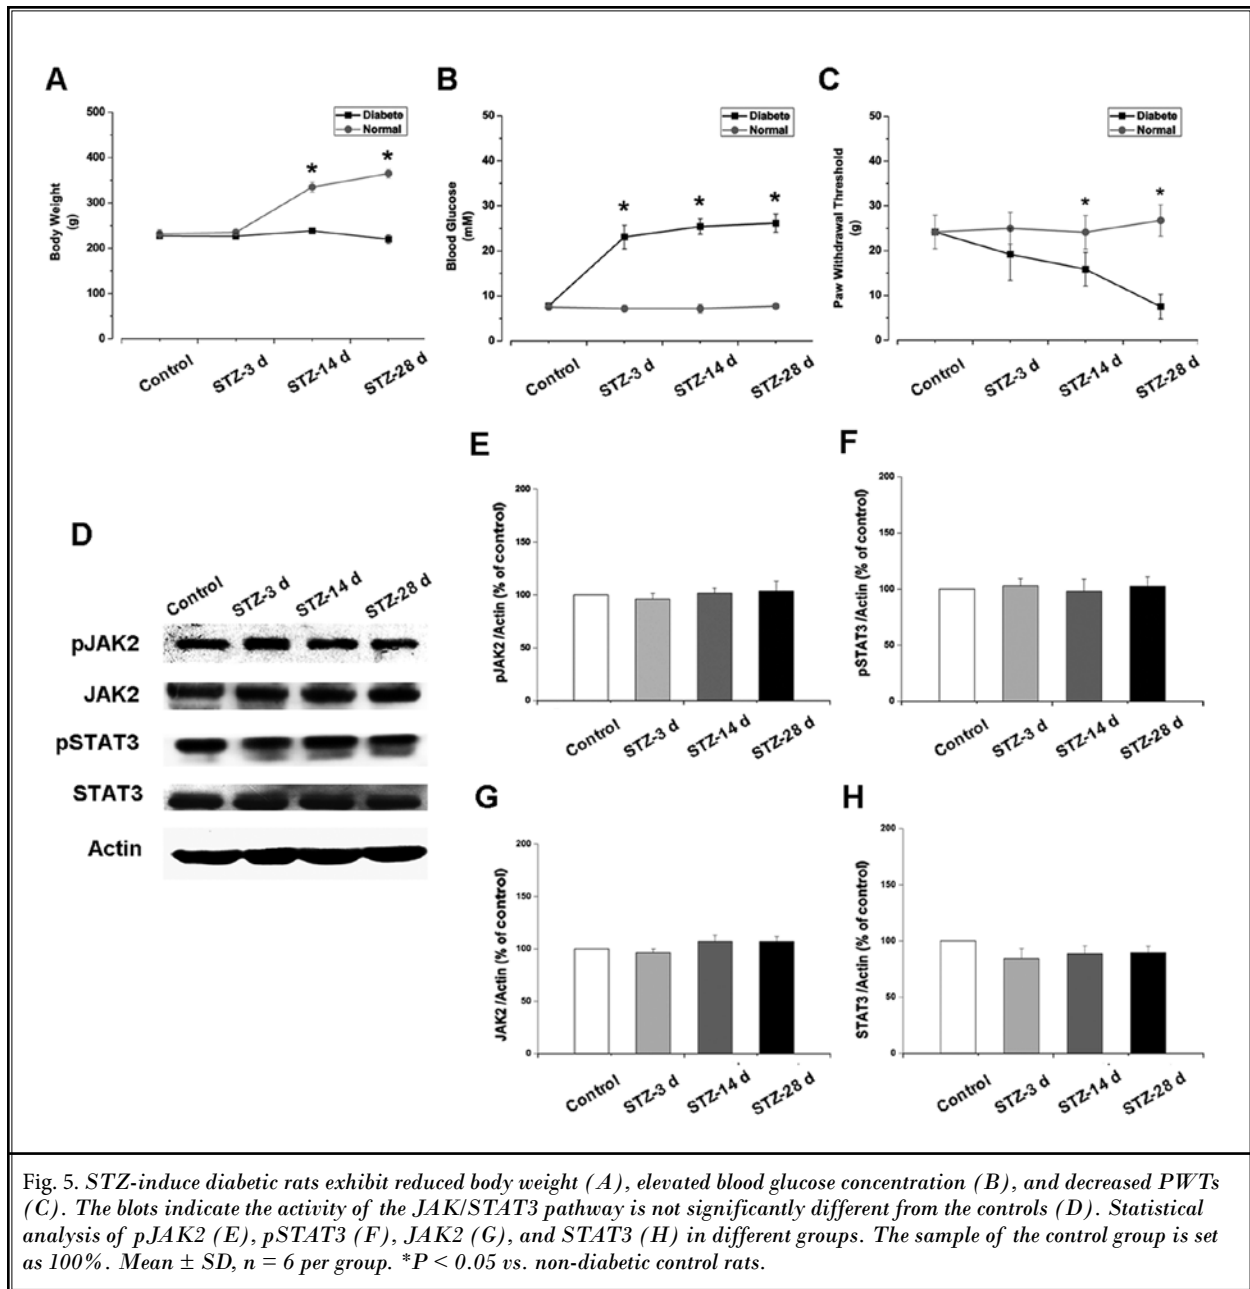 A
500
400
300
200
100
0
Body Weight
(g)
Diabete
Normal
*
*
Control
STZ-3 d
STZ-14 d
STZ-28 d
B
50
40
30
20
10
0
Blood Glucose
(mM)
Diabete
Normal
*
*
*
Control
STZ-3 d
STZ-14 d
STZ-28 d
C
50
40
30
20
10
0
Paw Withdrawal Threshold
(g)
Diabete
Normal
*
*
Control
STZ-3 d
STZ-14 d
STZ-28 d
D
Control
STZ-3 d
STZ-14 d
STZ-28 d
pJAK2
JAK2
pSTAT3
STAT3
Actin
E
200
150
100
50
0
pJAK2 /Actin (% of control)
Control
STZ-3 d
STZ-14 d
STZ-28 d
F
200
150
100
50
0
pSTAT3 /Actin (% of control)
Control
STZ-3 d
STZ-14 d
STZ-28 d
G
200
150
100
50
0
JAK2 /Actin (% of control)
Control
STZ-3 d
STZ-14 d
STZ-28 d
H
200
150
100
50
0
STAT3 /Actin (% of control)
Control
STZ-3 d
STZ-14 d
STZ-28 d
Fig. 5. STZ-induce diabetic rats exhibit reduced body weight (A), elevated blood glucose concentration (B), and decreased PWTs
(C). The blots indicate the activity of the JAK/STAT3 pathway is not significantly different from the controls (D). Statistical
analysis of pJAK2 (E), pSTAT3 (F), JAK2 (G), and STAT3 (H) in different groups. The sample of the control group is set
as 100%. Mean ± SD, n = 6 per group. *P < 0.05 vs. non-diabetic control rats.